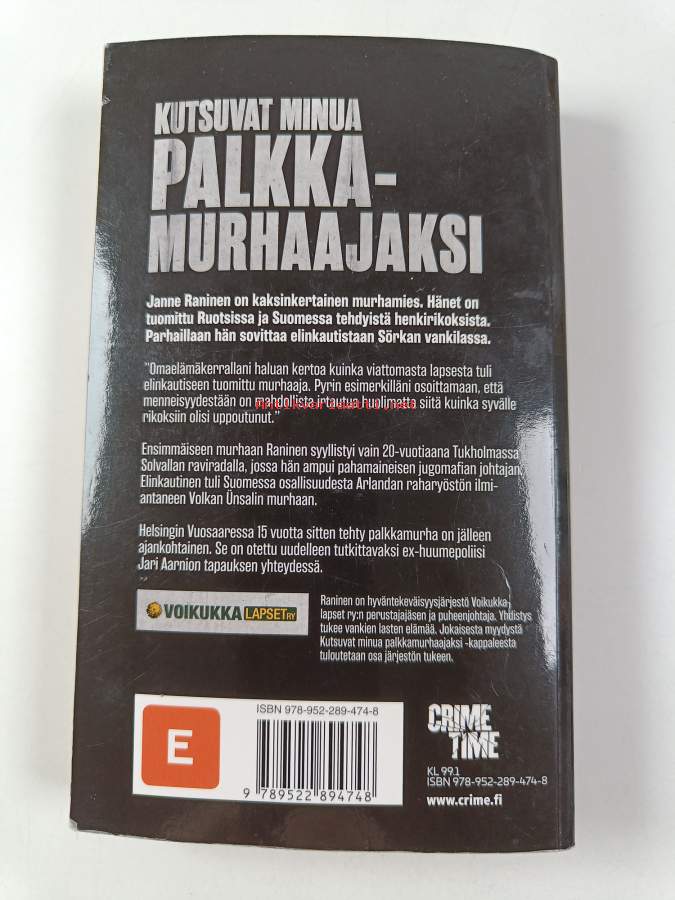 KUTSUVAT MINUA
PALKKA-
MURHAAJAKSI
Janne Raninen on kaksinkertainen murhamies. Hänet on
tuomittu Ruotsissa ja Suomessa tehdyistä henkirikoksista.
Parhaillaan hän sovittaa elinkautistaan Sörkan vankilassa.
"Omaelämäkerrallani haluan kertoa kuinka viattomasta lapsesta tuli
elinkautiseen tuomittu murhaaja. Pyrin esimerkilläni osoittamaan, että
menneisyydestään on mahdollista irtautua huolimatta siitä kuinka syvälle
rikoksiin olisi uppoutunut."
Ensimmäiseen murhaan Raninen syyllistyi vain 20-vuotiaana Tukholmassa
Solvallan raviradalla, jossa hän ampui pahamaineisen jugomafian johtajan.
Elinkautinen tuli Suomessa osallisuudesta Arlandan raharyöstön ilmi-
antaneen Volkan Ünsalin murhaan.
Helsingin Vuosaaressa 15 vuotta sitten tehty palkkamurha on jälleen
ajankohtainen. Se on otettu uudelleen tutkittavaksi ex-huumepoliisi
Jari Aarnion tapauksen yhteydessä.
VOIKUKKA LAPSET RY
Raninen on hyväntekeväisyysjärjestö Voikukka-
lapset ry:n perustajajäsen ja puheenjohtaja. Yhdistys
tukee vankien lasten elämää. Jokaisesta myydystä
Kutsuvat minua palkkamurhaajaksi -kappaleesta
tuloutetaan osa järjestön tukeen.
E
ISBN 978-952-289-474-8
9 789522 894748
CRIME
TIME
KL 99.1
ISBN 978-952-289-474-8
www.crime.fi